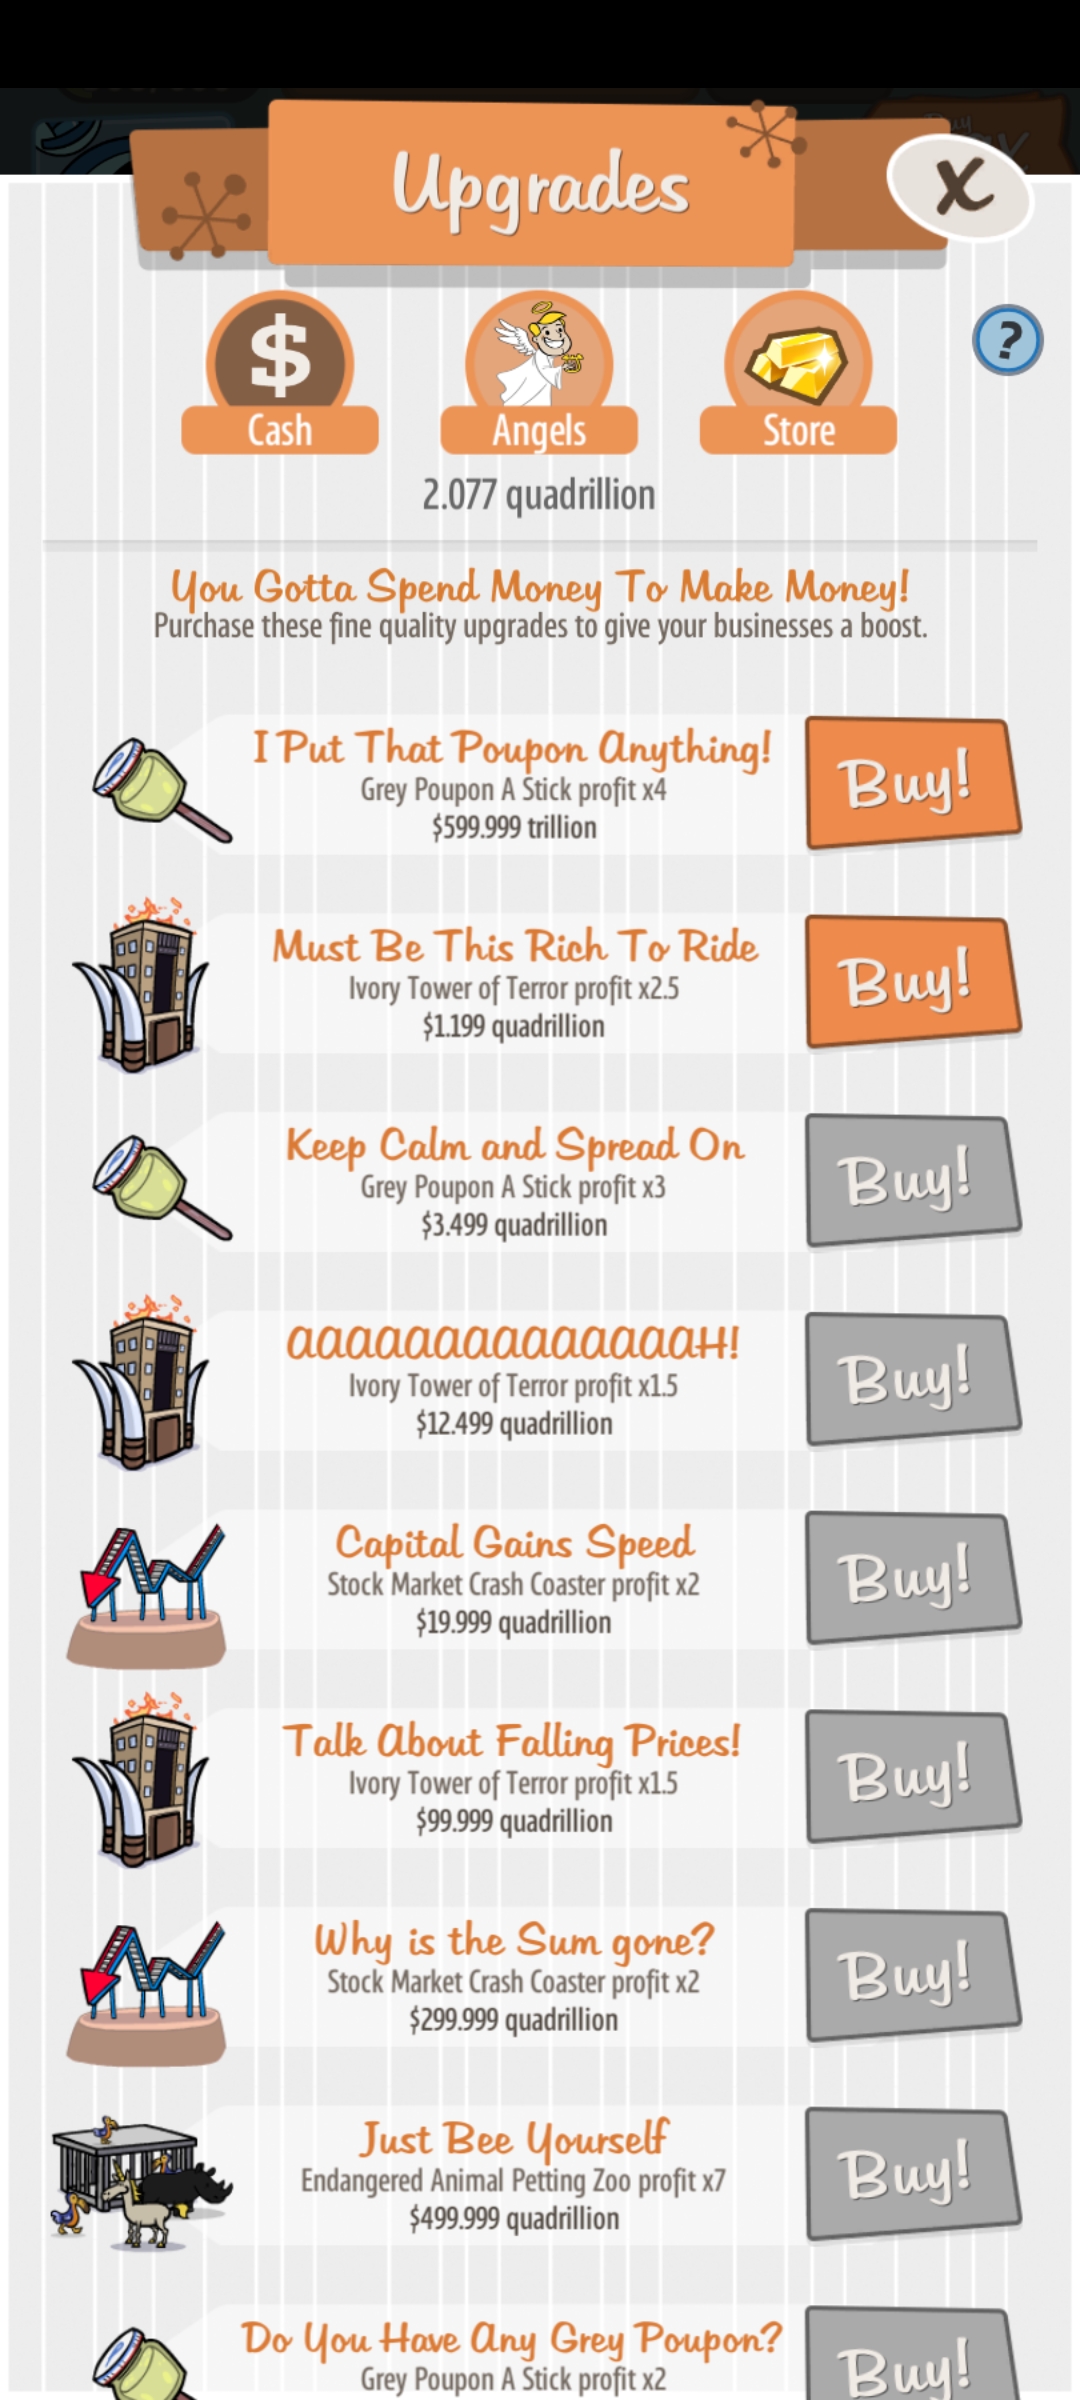 Upgrades
X
?
$
Cash
Angels
Store
2.077 quadrillion
You Gotta Spend Money To Make Money!
Purchase these fine quality upgrades to give your businesses a boost.
I Put That Poupon Anything!
Grey Poupon A Stick profit x4
$599.999 trillion
Buy!
Must Be This Rich To Ride
Ivory Tower of Terror profit x2.5
$1.199 quadrillion
Buy!
Keep Calm and Spread On
Grey Poupon A Stick profit x3
$3.499 quadrillion
Buy!
AAAAAAAAAAAAAAH!
Ivory Tower of Terror profit x1.5
$12.499 quadrillion
Buy!
Capital Gains Speed
Stock Market Crash Coaster profit x2
$19.999 quadrillion
Buy!
Talk About Falling Prices!
Ivory Tower of Terror profit x1.5
$99.999 quadrillion
Buy!
Why is the Sum gone?
Stock Market Crash Coaster profit x2
$299.999 quadrillion
Buy!
Just Bee Yourself
Endangered Animal Petting Zoo profit x7
$499.999 quadrillion
Buy!
Do You Have Any Grey Poupon?
Grey Poupon A Stick profit x2
Buy!